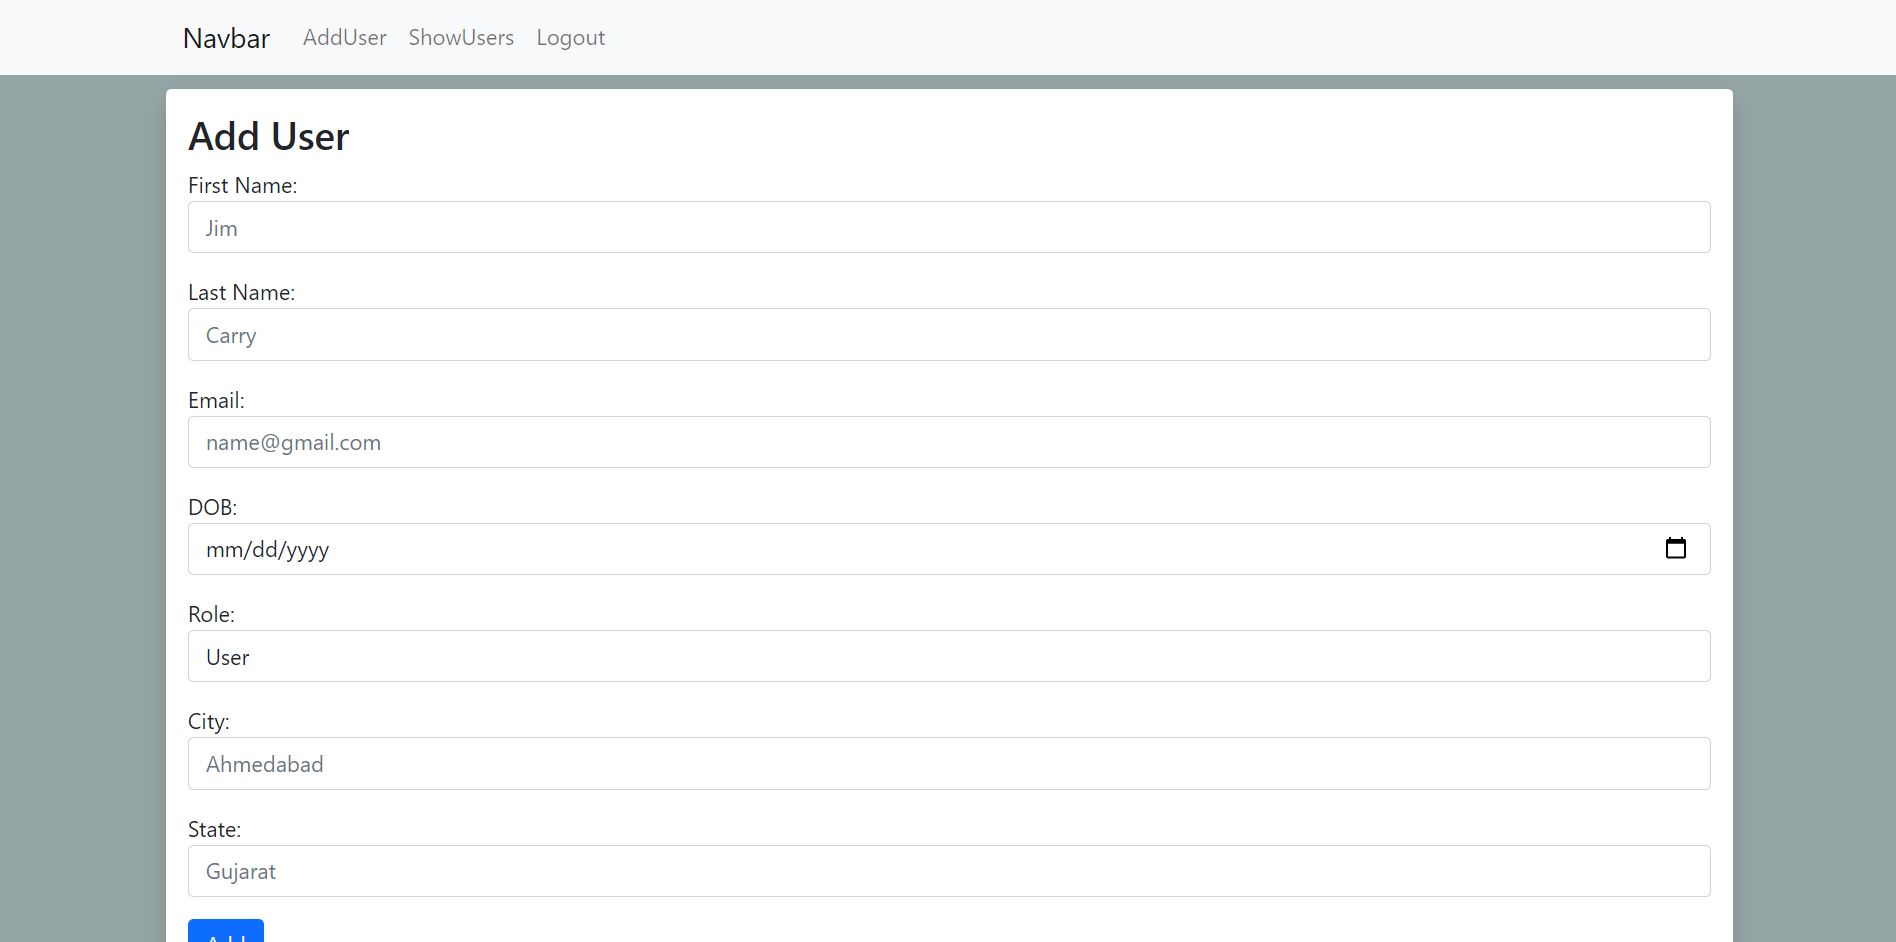 Navbar AddUser ShowUsers Logout
Add User
First Name:
Jim
Last Name:
Carry
Email:
name@gmail.com
DOB:
mm/dd/yyyy
Role:
User
City:
Ahmedabad
State:
Gujarat
Add